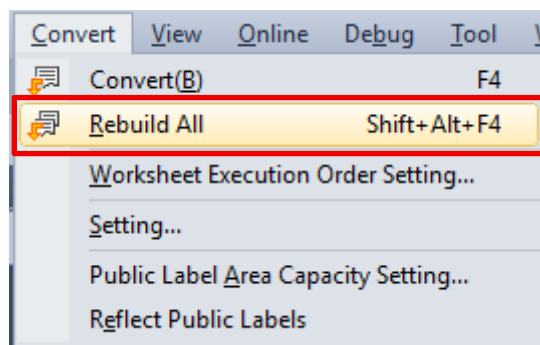 Convert View Online Debug Tool
Convert(B) F4
Rebuild All Shift+Alt+F4
Worksheet Execution Order Setting...
Setting...
Public Label Area Capacity Setting...
Reflect Public Labels